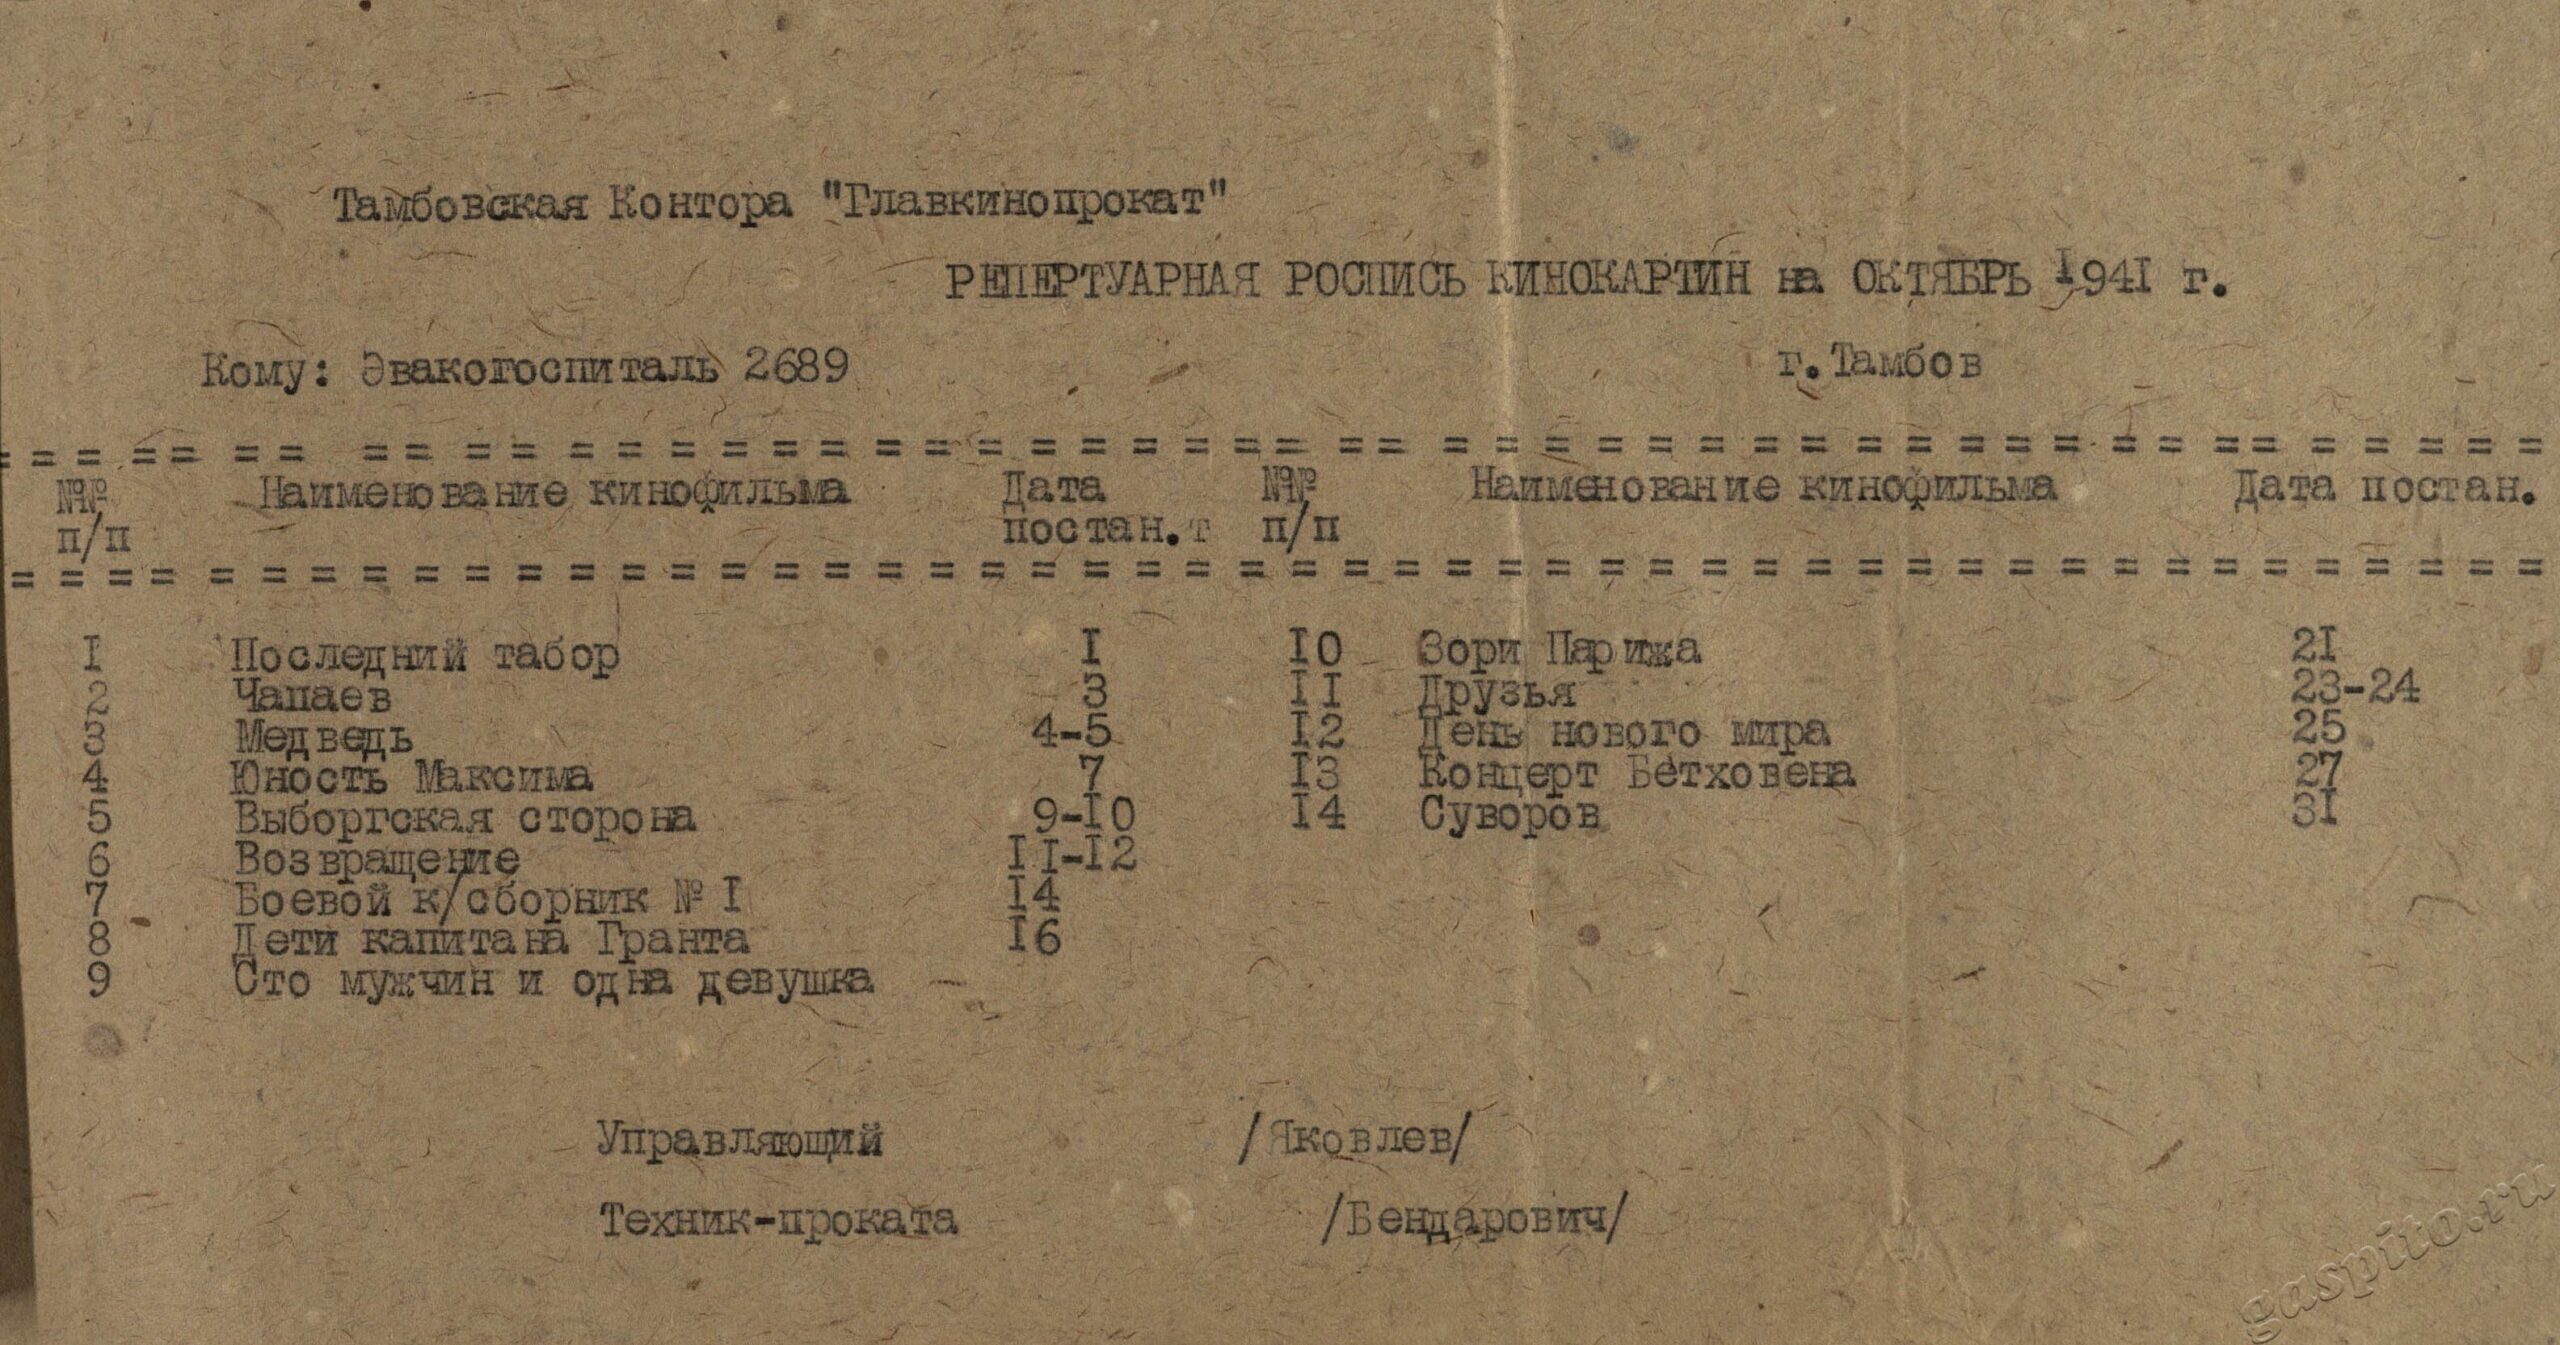 Тамбовская Контора "Главкинопрокат"
РЕПЕРТУАРНАЯ РОСПИСЬ КИНОКАРТИН на ОКТЯБРЬ I94I г.
Кому: Эвакогоспиталь 2689 г.Тамбов
№№ Наименование кинофильма Дата №№ Наименование кинофильма Дата постан.
п/п постан.т п/п
I Последний табор I I0 Зори Парижа 2I
2 Чапаев 3 II Друзья 23-24
3 Медведь 4-5 I2 День нового мира 25
4 Юность Максима 7 I3 Концерт Бетховена 27
5 Выборгская сторона 9-I0 I4 Суворов 3I
6 Возвращение II-I2
7 Боевой к/сборник № I I4
8 Дети капитана Гранта I6
9 Сто мужчин и одна девушка
Управляющий /Яковлев/
Техник-проката /Бендарович/
gaspito.ru